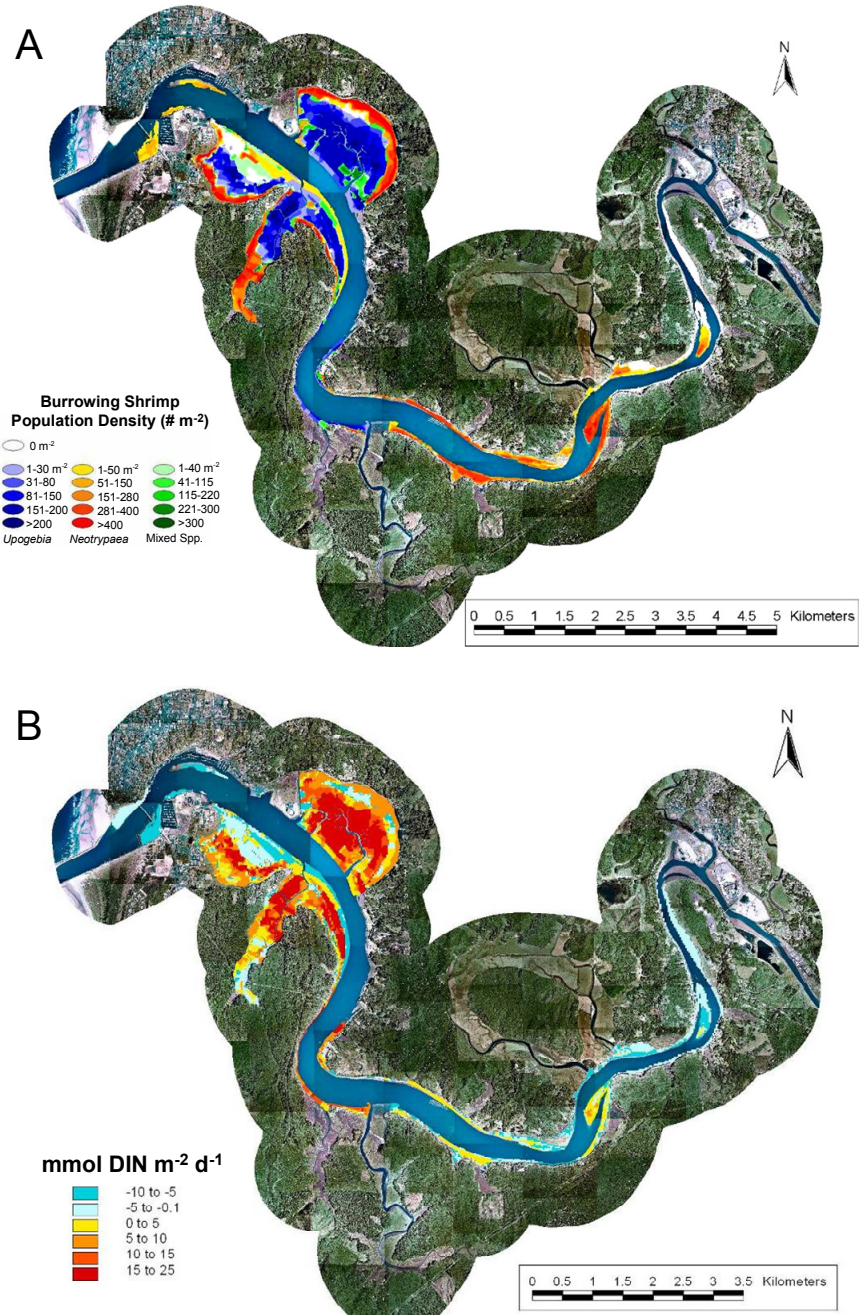 A
N
Burrowing Shrimp
Population Density (# m-2)
0 m-2
1-30 m-2 1-50 m-2 1-40 m-2
31-80 51-150 41-115
81-150 151-280 115-220
151-200 281-400 221-300
>200 >400 >300
Upogebia Neotrypaea Mixed Spp.
0 0.5 1 1.5 2 2.5 3 3.5 4 4.5 5 Kilometers
B
N
mmol DIN m-2 d-1
-10 to -5
-5 to -0.1
0 to 5
5 to 10
10 to 15
15 to 25
0 0.5 1 1.5 2 2.5 3 3.5 Kilometers